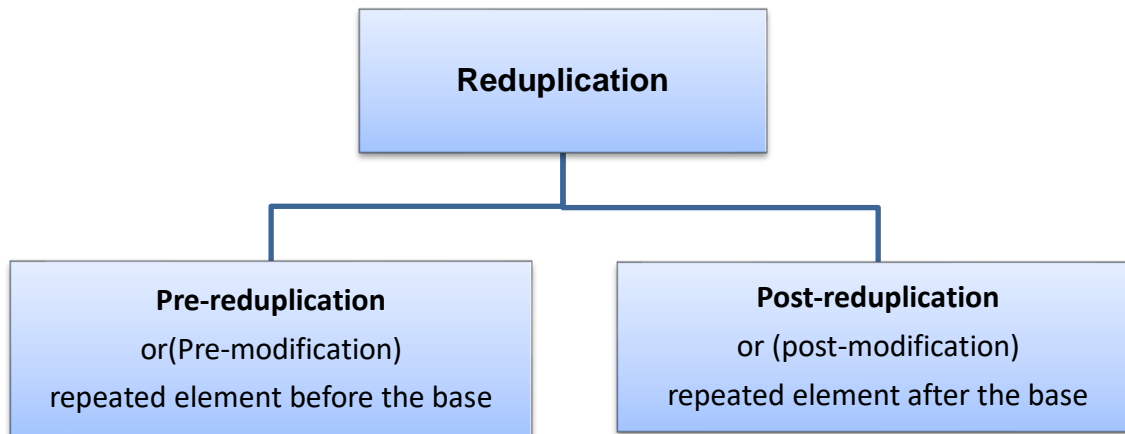 Reduplication
Pre-reduplication
or(Pre-modification)
repeated element before the base
Post-reduplication
or (post-modification)
repeated element after the base